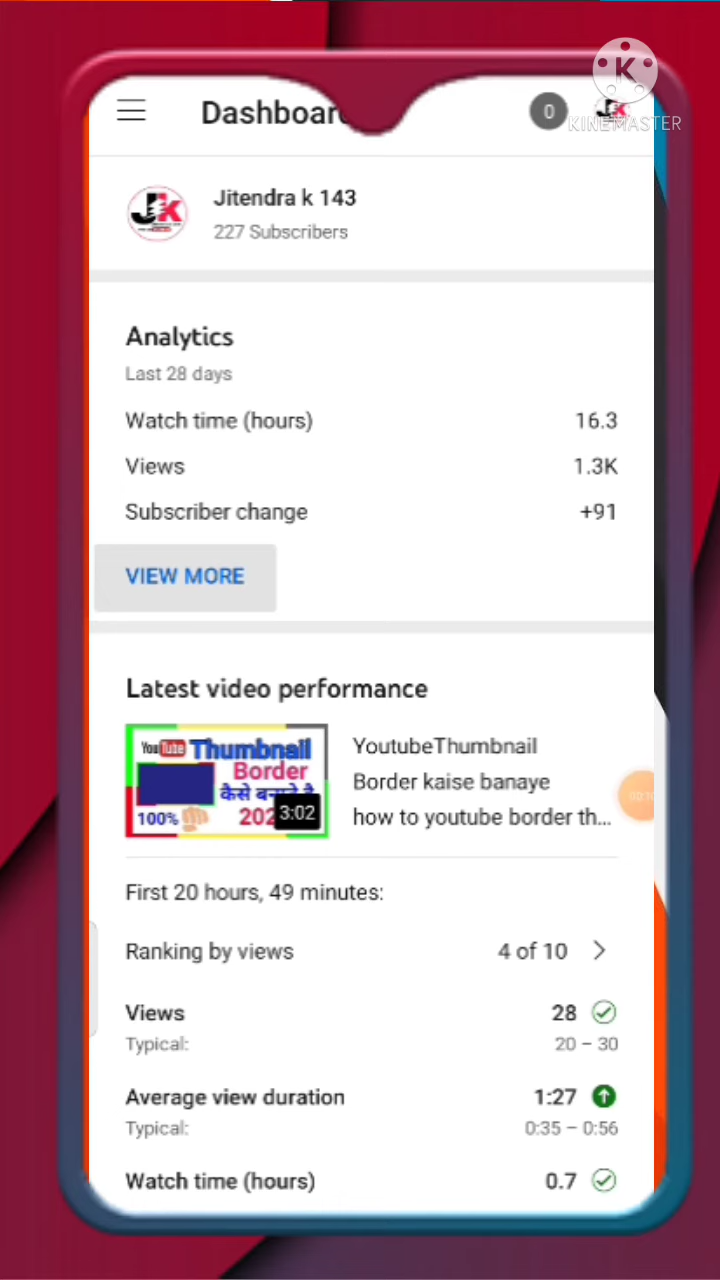 Dashboard
0
KINEMASTER
Jitendra k 143
227 Subscribers
Analytics
Last 28 days
Watch time (hours) 16.3
Views 1.3K
Subscriber change +91
VIEW MORE
Latest video performance
YouTube Thumbnail
Border
कैसे बनाते है
100%
3:02
YoutubeThumbnail
Border kaise banaye
how to youtube border th...
First 20 hours, 49 minutes:
Ranking by views 4 of 10
Views 28
Typical: 20 – 30
Average view duration 1:27
Typical: 0:35 – 0:56
Watch time (hours) 0.7